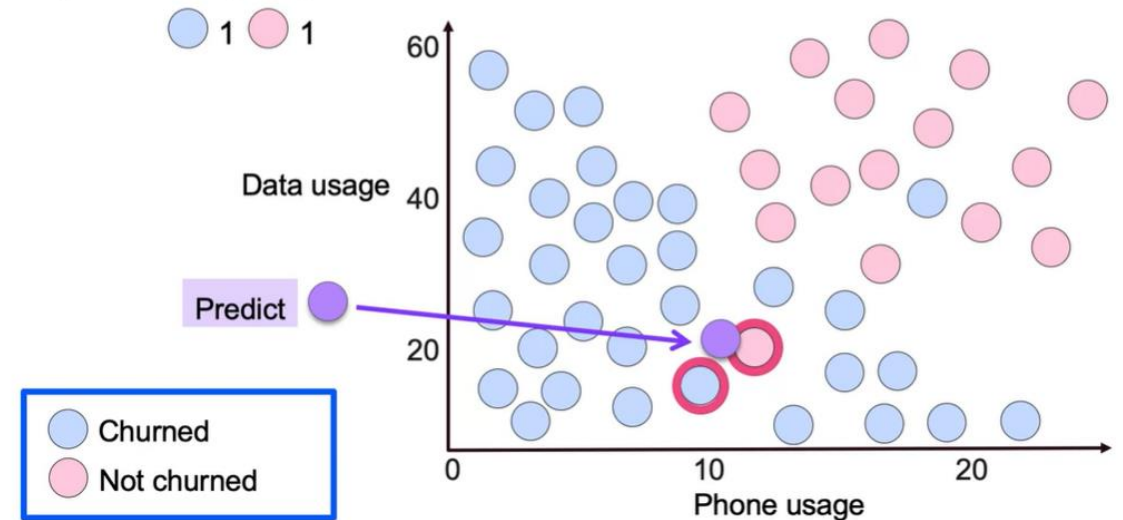 1 1
60
Data usage
40
Predict
20
Churned
Not churned
0 10 20
Phone usage